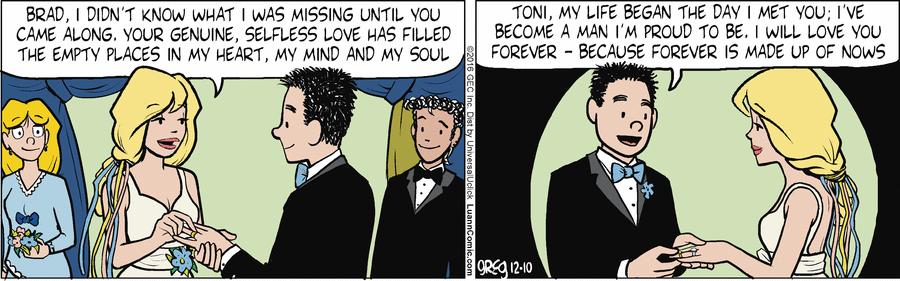 BRAD, I DIDN'T KNOW WHAT I WAS MISSING UNTIL YOU
CAME ALONG. YOUR GENUINE, SELFLESS LOVE HAS FILLED
THE EMPTY PLACES IN MY HEART, MY MIND AND MY SOUL
©2016 GEC Inc. Dist by UniversalUclick LuannComic.com
TONI, MY LIFE BEGAN THE DAY I MET YOU; I'VE
BECOME A MAN I'M PROUD TO BE. I WILL LOVE YOU
FOREVER – BECAUSE FOREVER IS MADE UP OF NOWS
GREG 12-10